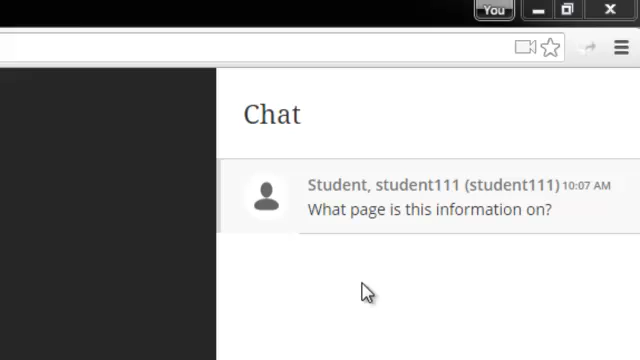 You
Chat
Student, student111 (student111) 10:07 AM
What page is this information on?